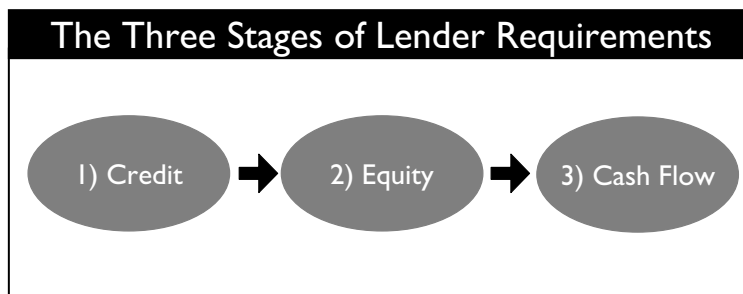 The Three Stages of Lender Requirements
1) Credit
2) Equity
3) Cash Flow